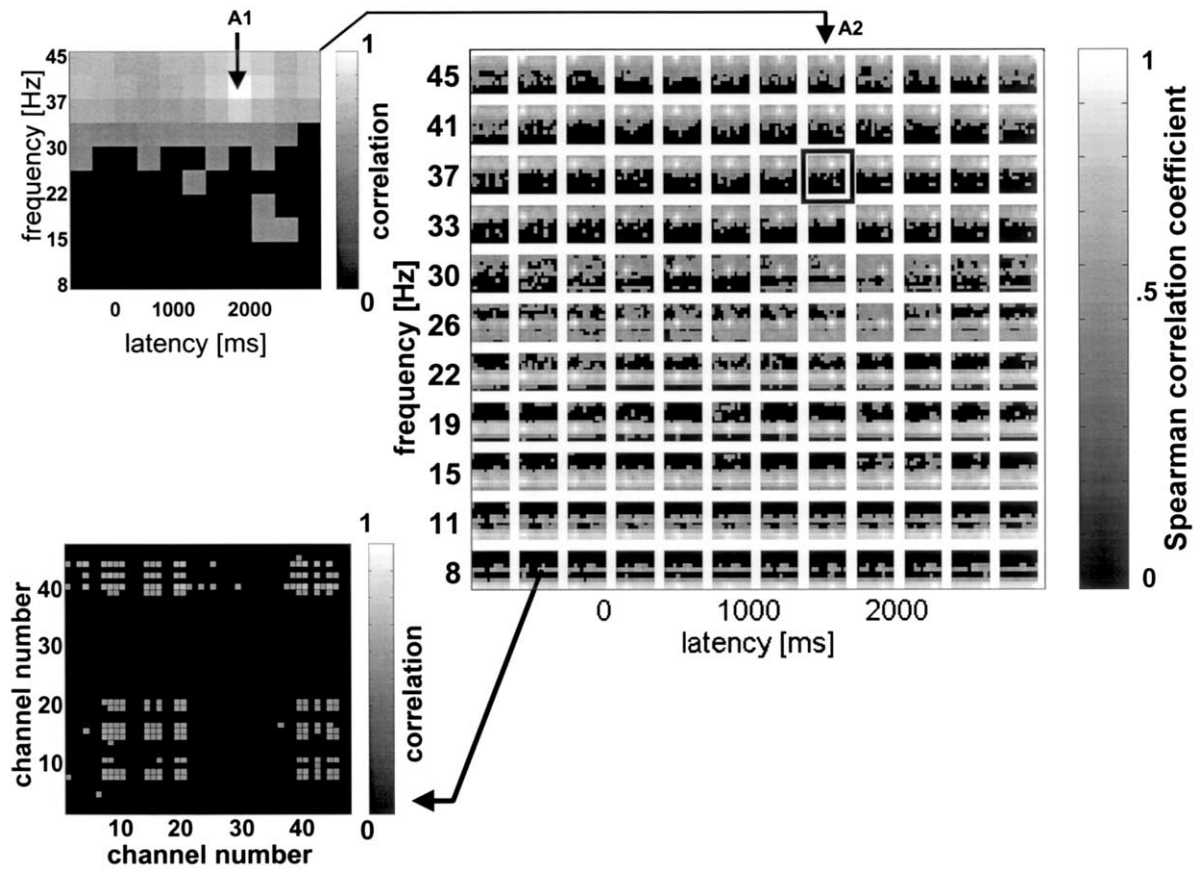 A1
A2
45
37
30
22
15
8
frequency [Hz]
0 1000 2000
latency [ms]
1
0
correlation
45
41
37
33
30
26
22
19
15
11
8
frequency [Hz]
0 1000 2000
latency [ms]
1
.5
0
Spearman correlation coefficient
40
30
20
10
channel number
10 20 30 40
channel number
1
0
correlation